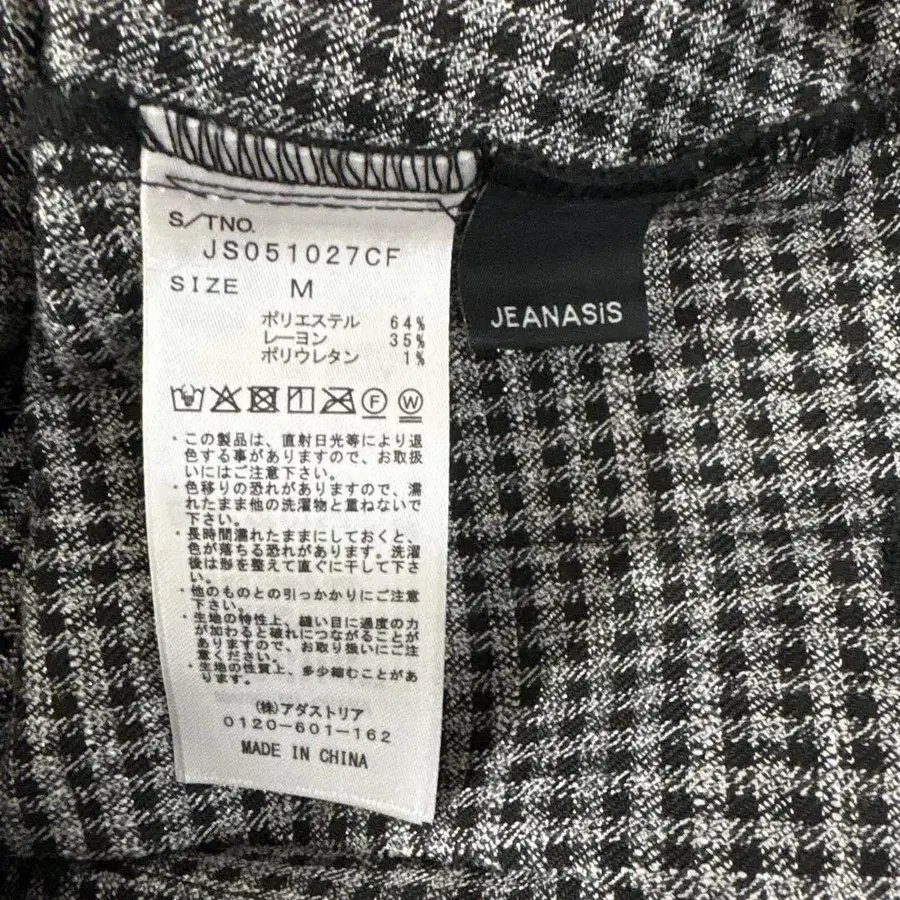 S/TNO.
JS051027CF
SIZE M
ポリエステル 64%
レーヨン 35%
ポリウレタン 1%
F W
・この製品は、直射日光等により退
色する事がありますので、お取扱
いにはご注意下さい。
・色移りの恐れがありますので、濡
れたまま他の洗濯物と重ねないで
下さい。
・長時間濡れたままにしておくと、
色が落ちる恐れがあります。洗濯
後は形を整えて直ぐに干して下さ
い。
・他のものとの引っかかりにご注意
下さい。
・生地の特性上、縫い目に過度の力
が加わると破れにつながることが
ありますので、お取り扱いにご注
意ください。
・生地の性質上、多少縮むことがあ
ります。
(株)アダストリア
0120-601-162
MADE IN CHINA
JEANASiS